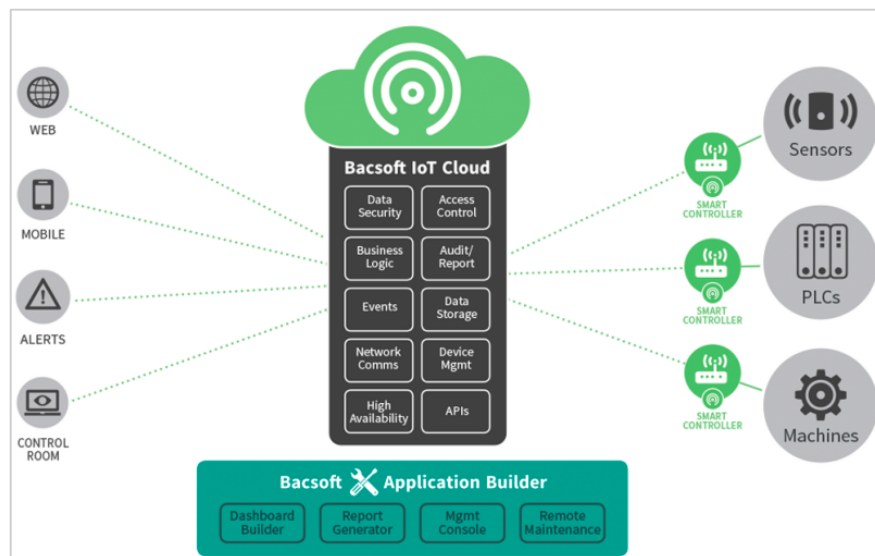 WEB
MOBILE
ALERTS
CONTROL
ROOM
Bacsoft IoT Cloud
Data
Security
Access
Control
Business
Logic
Audit/
Report
Events
Data
Storage
Network
Comms
Device
Mgmt
High
Availability
APIs
SMART
CONTROLLER
Sensors
SMART
CONTROLLER
PLCs
SMART
CONTROLLER
Machines
Bacsoft Application Builder
Dashboard
Builder
Report
Generator
Mgmt
Console
Remote
Maintenance